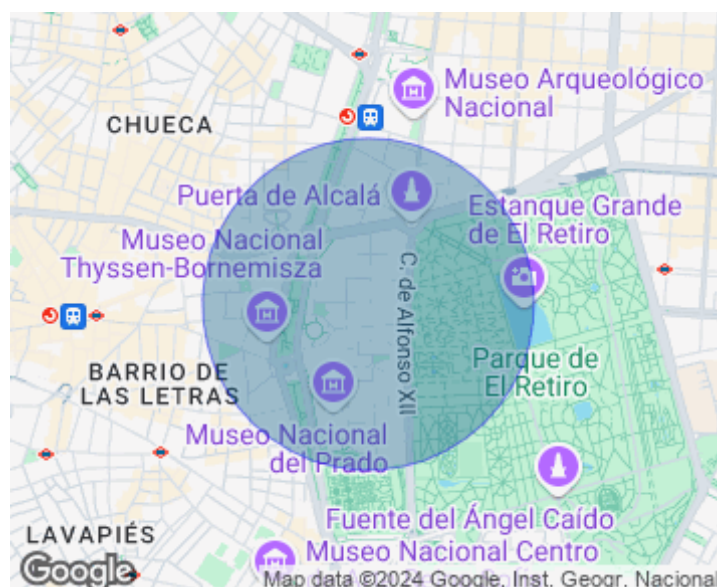 Museo Arqueológico
Nacional
CHUECA
Puerta de Alcalá
Estanque Grande
de El Retiro
Museo Nacional
Thyssen-Bornemisza
C. de Alfonso XII
Parque de
El Retiro
BARRIO DE
LAS LETRAS
Museo Nacional
del Prado
Fuente del Ángel Caído
LAVAPIÉS
Museo Nacional Centro
Google
Map data ©2024 Google, Inst. Geogr. Nacional